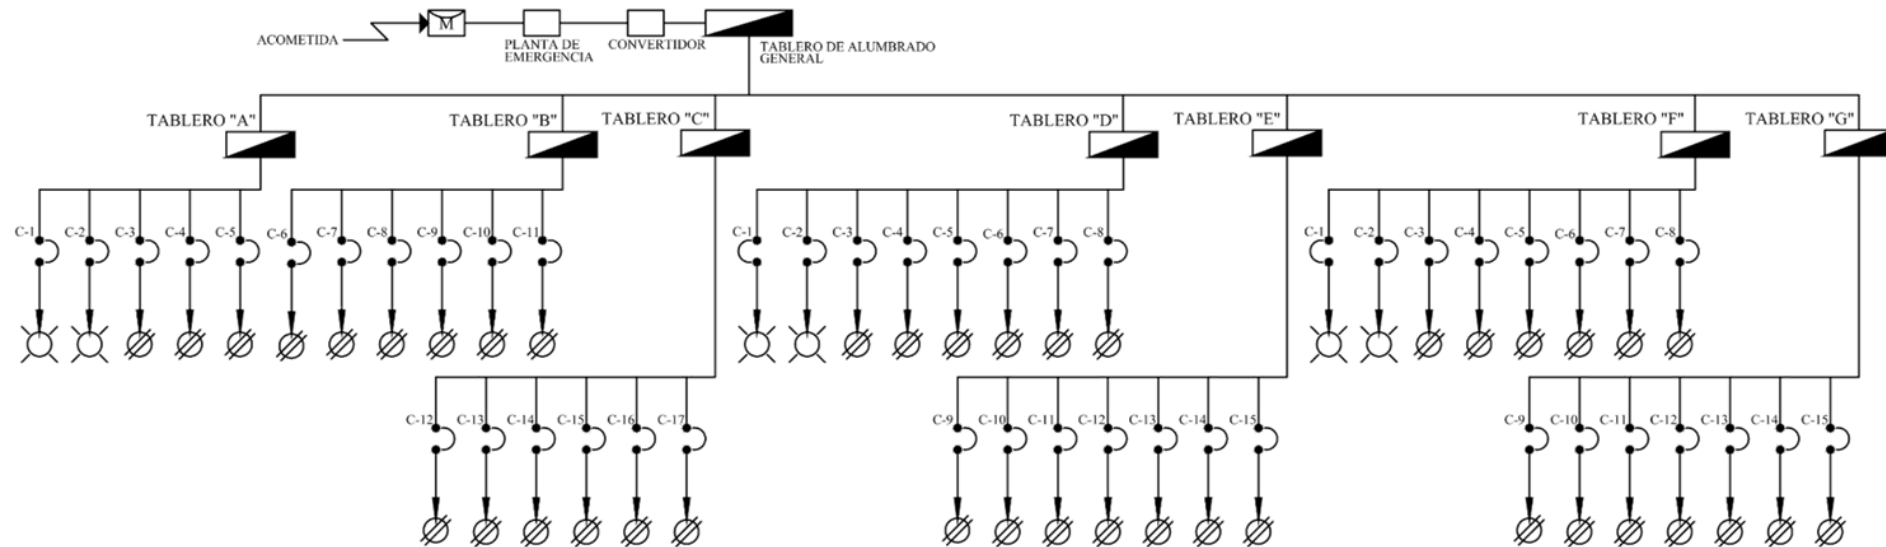 M
ACOMETIDA
PLANTA DE
EMERGENCIA
CONVERTIDOR
TABLERO DE ALUMBRADO
GENERAL
TABLERO "A"
TABLERO "B"
TABLERO "C"
TABLERO "D"
TABLERO "E"
TABLERO "F"
TABLERO "G"
C-1
C-2
C-3
C-4
C-5
C-6
C-7
C-8
C-9
C-10
C-11
C-1
C-2
C-3
C-4
C-5
C-6
C-7
C-8
C-1
C-2
C-3
C-4
C-5
C-6
C-7
C-8
C-12
C-13
C-14
C-15
C-16
C-17
C-9
C-10
C-11
C-12
C-13
C-14
C-15
C-9
C-10
C-11
C-12
C-13
C-14
C-15